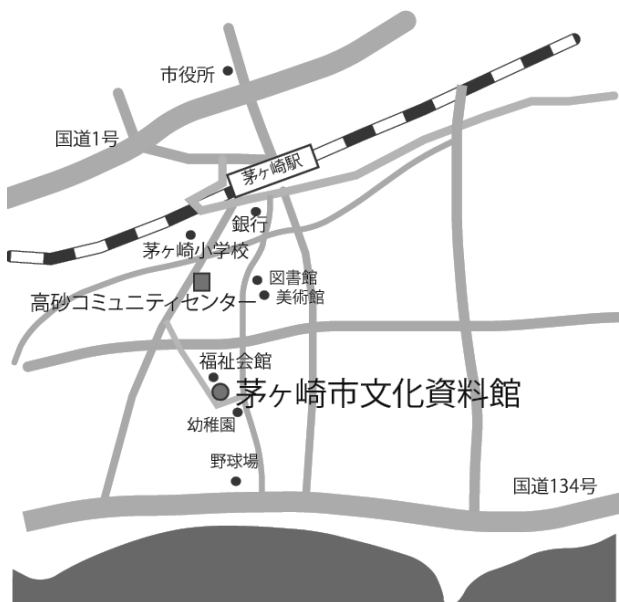 市役所
国道1号
茅ヶ崎駅
銀行
茅ヶ崎小学校
図書館
高砂コミュニティセンター
美術館
福祉会館
茅ヶ崎市文化資料館
幼稚園
野球場
国道134号